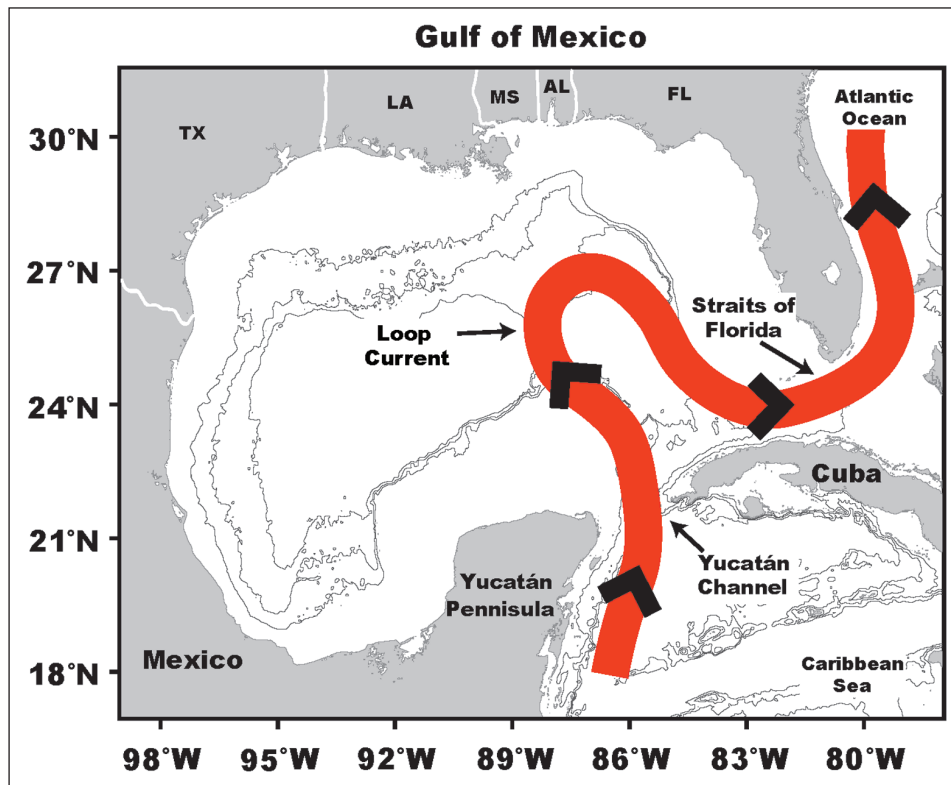 Gulf of Mexico
TX
LA
MS
AL
FL
Atlantic
Ocean
30°N
27°N
24°N
21°N
18°N
Loop
Current
Straits of
Florida
Cuba
Yucatán
Channel
Yucatán
Pennisula
Mexico
Caribbean
Sea
98°W
95°W
92°W
89°W
86°W
83°W
80°W